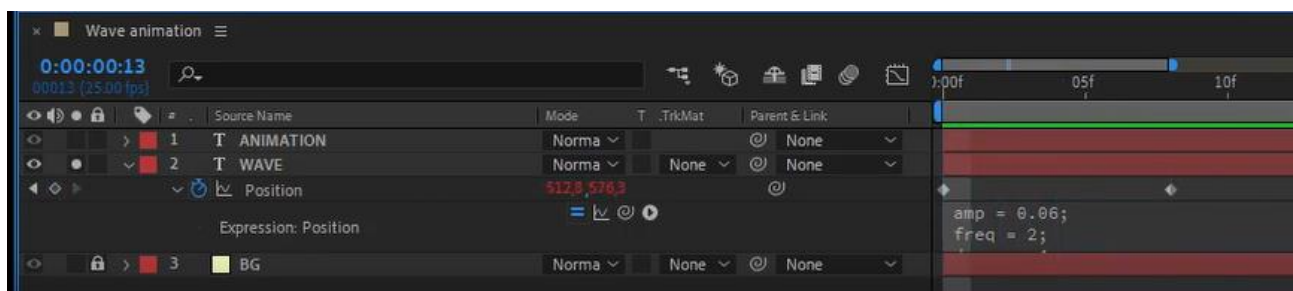 Wave animation
0:00:00:13
00013 (25.00 fps)
0:00f 05f 10f
# . Source Name Mode T .TrkMat Parent & Link
1 T ANIMATION Norma None
2 T WAVE Norma None None
Position 512,8,576,3
Expression: Position
amp = 0.06;
freq = 2;
3 BG Norma None None